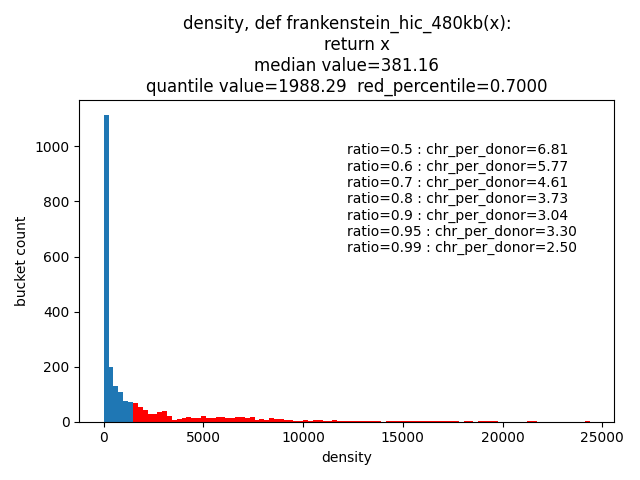 density, def frankenstein_hic_480kb(x):
return x
median value=381.16
quantile value=1988.29  red_percentile=0.7000
ratio=0.5 : chr_per_donor=6.81
ratio=0.6 : chr_per_donor=5.77
ratio=0.7 : chr_per_donor=4.61
ratio=0.8 : chr_per_donor=3.73
ratio=0.9 : chr_per_donor=3.04
ratio=0.95 : chr_per_donor=3.30
ratio=0.99 : chr_per_donor=2.50
bucket count
1000
800
600
400
200
0
0 5000 10000 15000 20000 25000
density